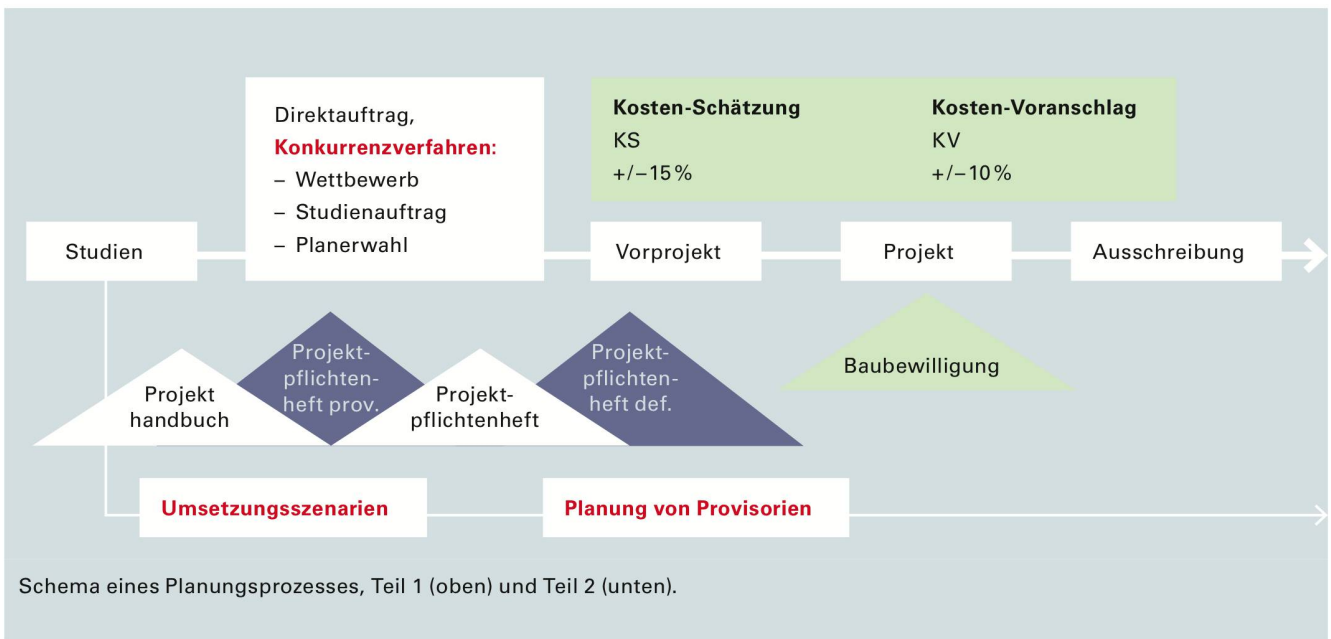 Direktauftrag,
Konkurrenzverfahren:
– Wettbewerb
– Studienauftrag
– Planerwahl
Kosten-Schätzung
KS
+/–15 %
Kosten-Voranschlag
KV
+/–10 %
Studien
Vorprojekt
Projekt
Ausschreibung
Projekt
handbuch
Projekt-
pflichten-
heft prov.
Projekt-
pflichtenheft
Projekt-
pflichten-
heft def.
Baubewilligung
Umsetzungsszenarien
Planung von Provisorien
Schema eines Planungsprozesses, Teil 1 (oben) und Teil 2 (unten).